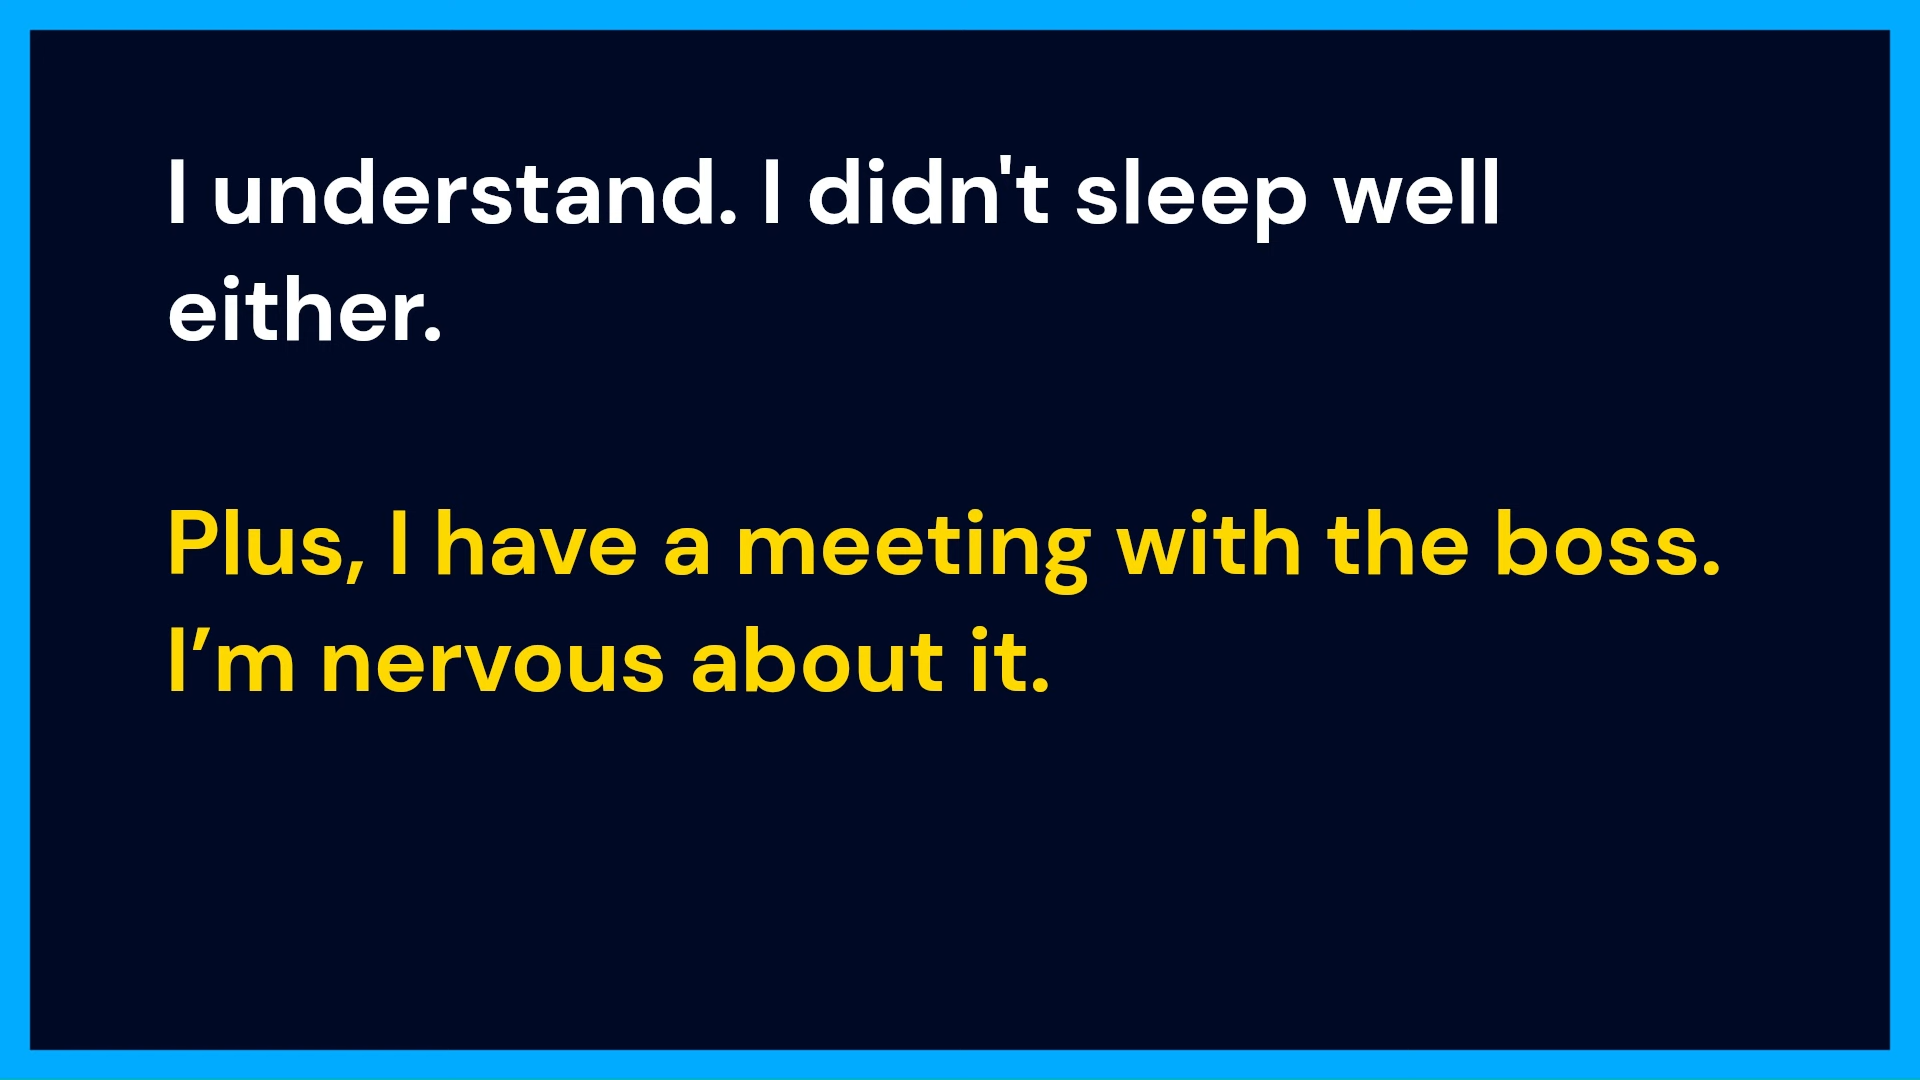 I understand. I didn't sleep well
either.
Plus, I have a meeting with the boss.
I’m nervous about it.